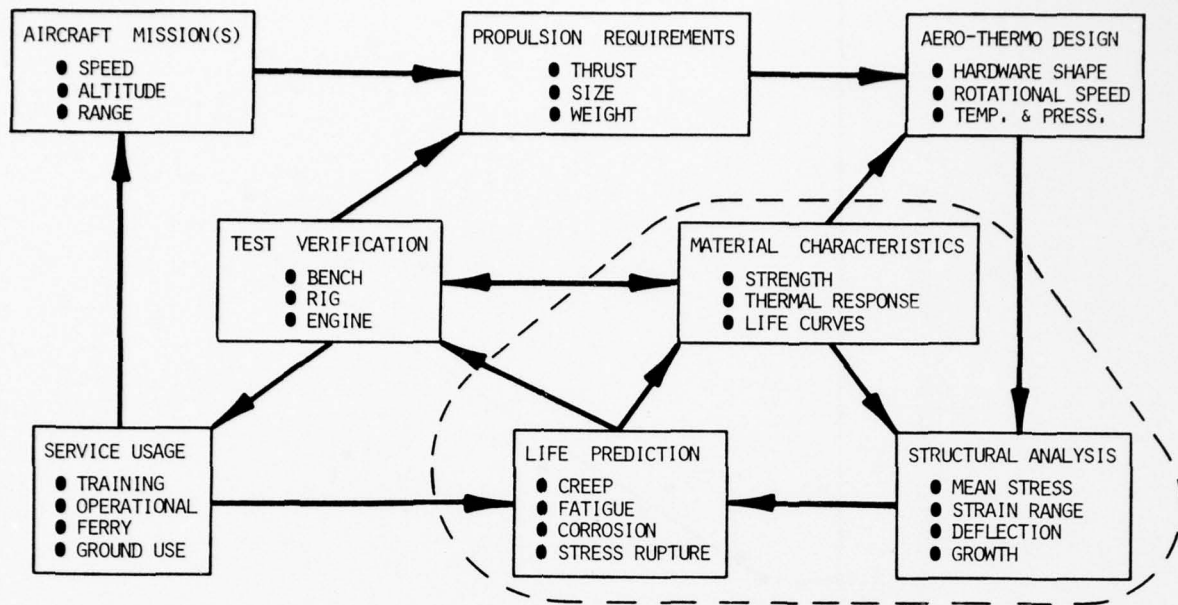 AIRCRAFT MISSION(S)
● SPEED
● ALTITUDE
● RANGE
PROPULSION REQUIREMENTS
● THRUST
● SIZE
● WEIGHT
AERO-THERMO DESIGN
● HARDWARE SHAPE
● ROTATIONAL SPEED
● TEMP. & PRESS.
TEST VERIFICATION
● BENCH
● RIG
● ENGINE
MATERIAL CHARACTERISTICS
● STRENGTH
● THERMAL RESPONSE
● LIFE CURVES
SERVICE USAGE
● TRAINING
● OPERATIONAL
● FERRY
● GROUND USE
LIFE PREDICTION
● CREEP
● FATIGUE
● CORROSION
● STRESS RUPTURE
STRUCTURAL ANALYSIS
● MEAN STRESS
● STRAIN RANGE
● DEFLECTION
● GROWTH